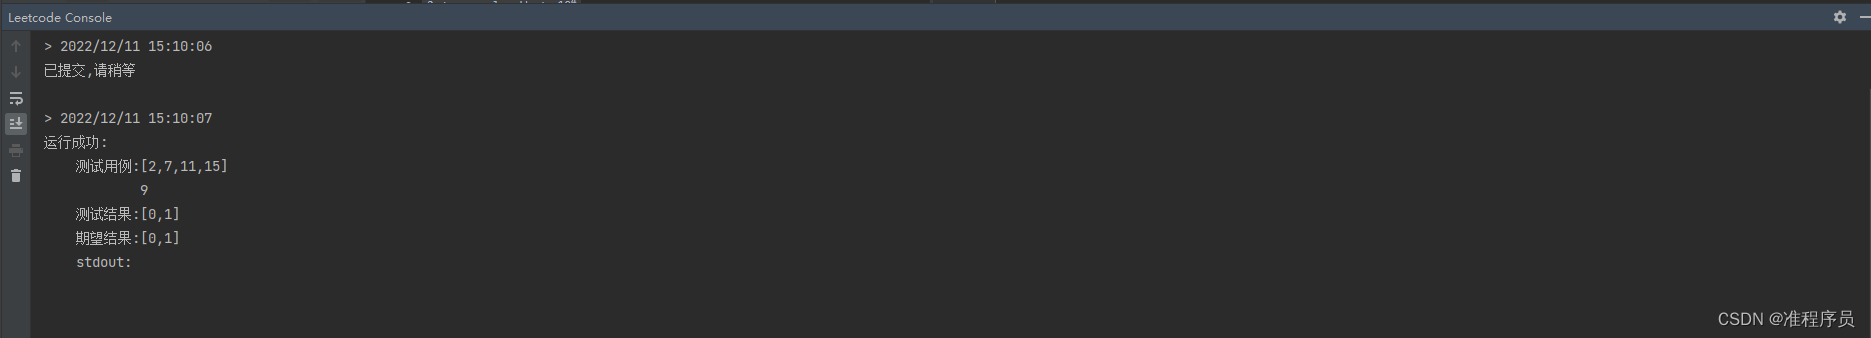 Leetcode Console
> 2022/12/11 15:10:06
已提交,请稍等
> 2022/12/11 15:10:07
运行成功:
测试用例:[2,7,11,15]
9
测试结果:[0,1]
期望结果:[0,1]
stdout:
CSDN @准程序员